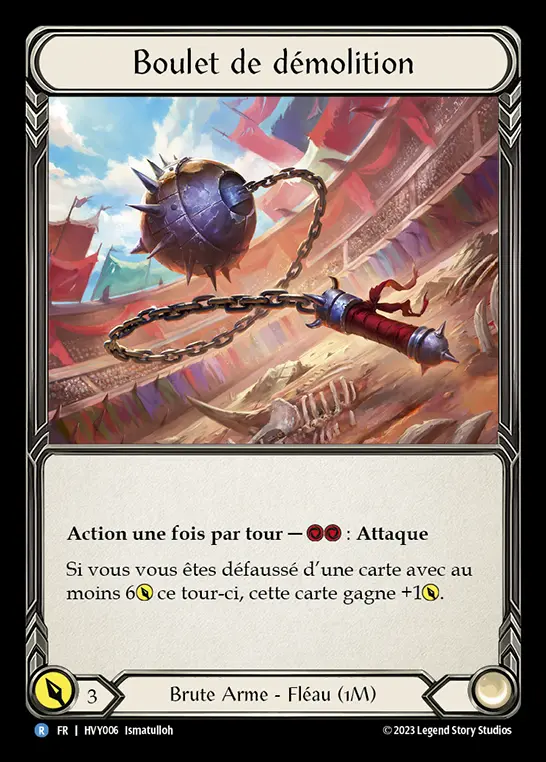 Boulet de démolition
Action une fois par tour — : Attaque
Si vous vous êtes défaussé d'une carte avec au
moins 6 ce tour-ci, cette carte gagne +1.
3
Brute Arme - Fléau (1M)
R FR | HVY006 Ismatulloh
© 2023 Legend Story Studios